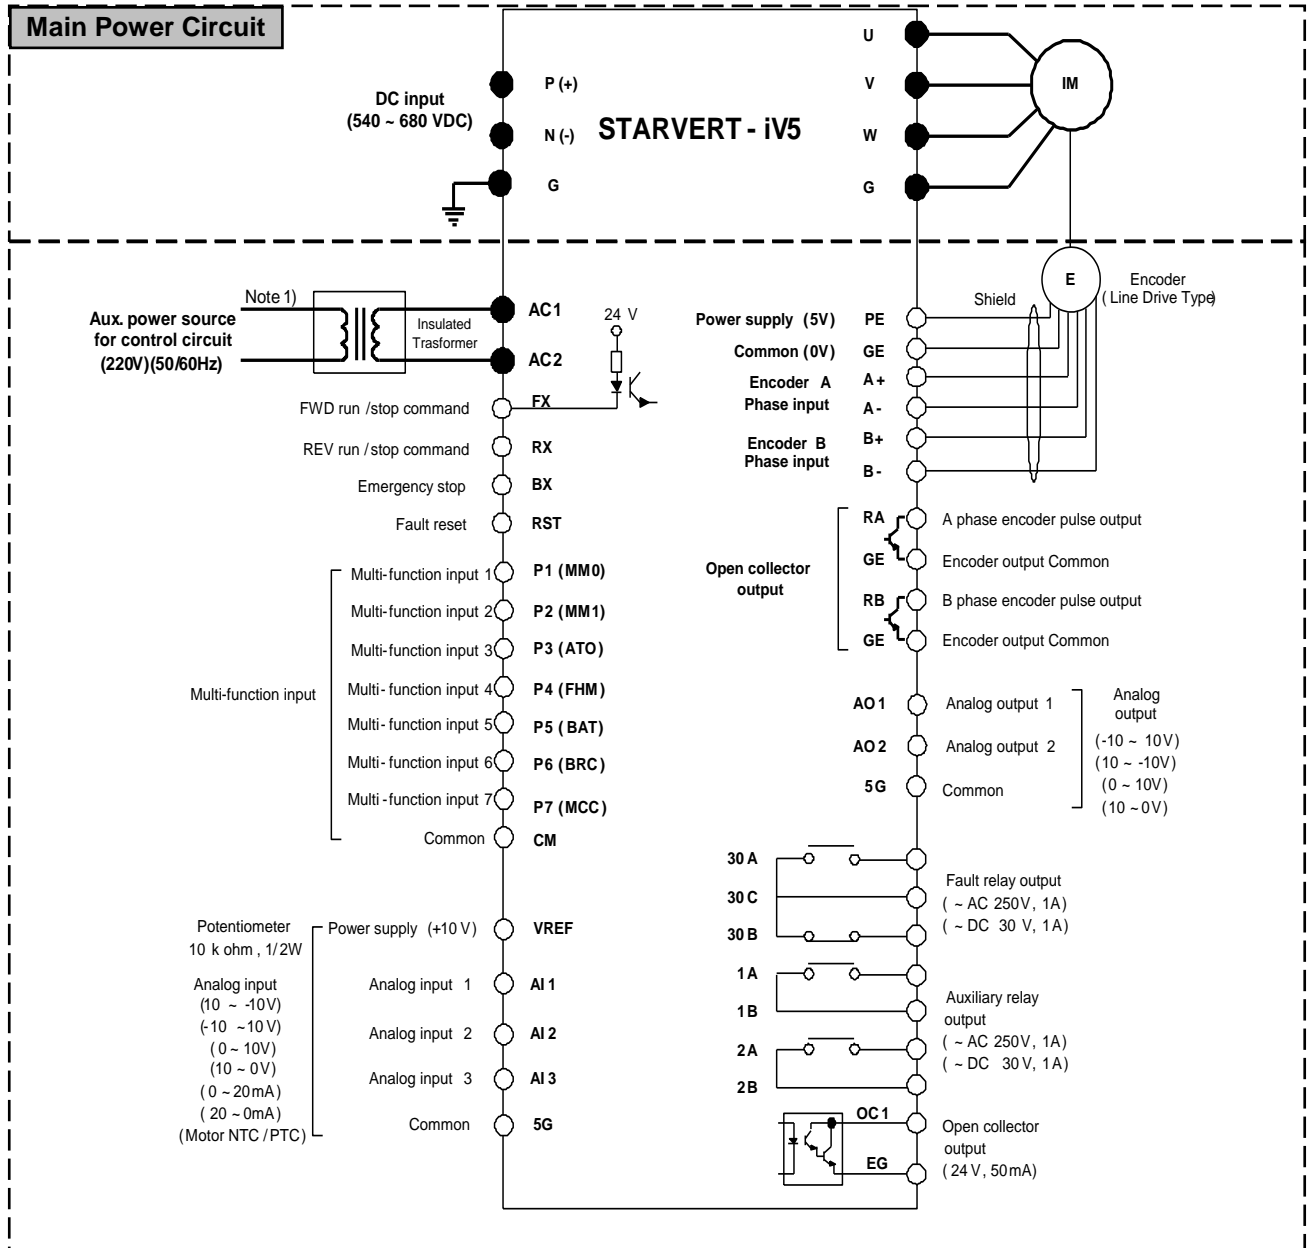 Main Power Circuit
DC input
(540 ~ 680 VDC)
P (+)
N (-)
G
STARVERT - iV5
U
V
W
G
IM
Note 1)
Aux. power source
for control circuit
(220V)(50/60Hz)
Insulated
Trasformer
AC1
AC2
24 V
FWD run /stop command
FX
REV run /stop command
RX
Emergency stop
BX
Fault reset
RST
Multi-function input
Multi-function input 1
P1 (MM0)
Multi-function input 2
P2 (MM1)
Multi-function input 3
P3 (ATO)
Multi-function input 4
P4 (FHM)
Multi-function input 5
P5 (BAT)
Multi-function input 6
P6 (BRC)
Multi-function input 7
P7 (MCC)
Common
CM
Potentiometer
10 k ohm , 1/2W
Analog input
(10 ~ -10V)
(-10 ~10V)
(0 ~ 10V)
(10 ~ 0V)
(0 ~ 20mA)
(20 ~ 0mA)
(Motor NTC /PTC)
Power supply (+10V)
VREF
Analog input 1
AI 1
Analog input 2
AI 2
Analog input 3
AI 3
Common
5G
E
Encoder
(Line Drive Type)
Shield
Power supply (5V)
PE
Common (0V)
GE
Encoder A
Phase input
A+
A-
Encoder B
Phase input
B+
B-
Open collector
output
RA
A phase encoder pulse output
GE
Encoder output Common
RB
B phase encoder pulse output
GE
Encoder output Common
AO1
Analog output 1
AO2
Analog output 2
5G
Common
Analog
output
(-10 ~ 10V)
(10 ~ -10V)
(0 ~ 10V)
(10 ~0V)
30A
30C
30B
Fault relay output
( ~ AC 250V, 1A)
( ~ DC 30 V, 1A)
1A
1B
2A
2B
Auxiliary relay
output
( ~ AC 250V, 1A)
( ~ DC 30V, 1A)
OC1
EG
Open collector
output
(24V, 50mA)